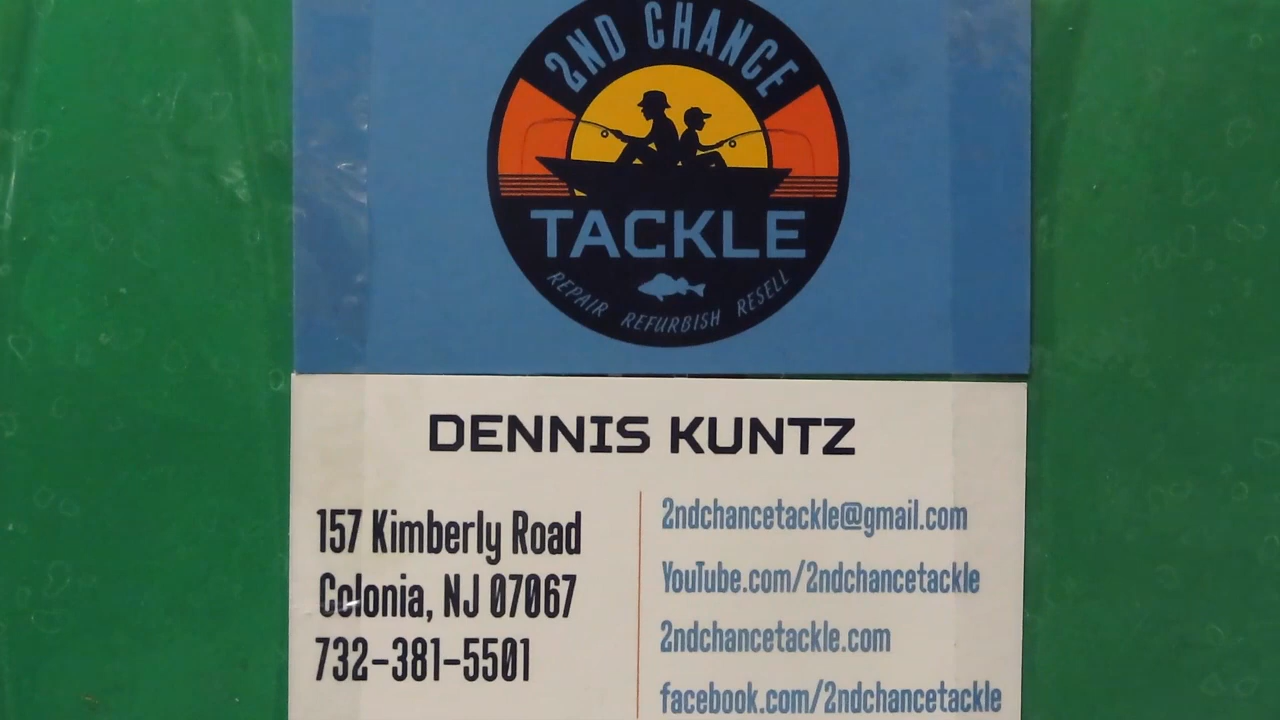 2ND CHANCE
TACKLE
REPAIR REFURBISH RESELL
DENNIS KUNTZ
157 Kimberly Road
Colonia, NJ 07067
732-381-5501
2ndchancetackle@gmail.com
YouTube.com/2ndchancetackle
2ndchancetackle.com
facebook.com/2ndchancetackle